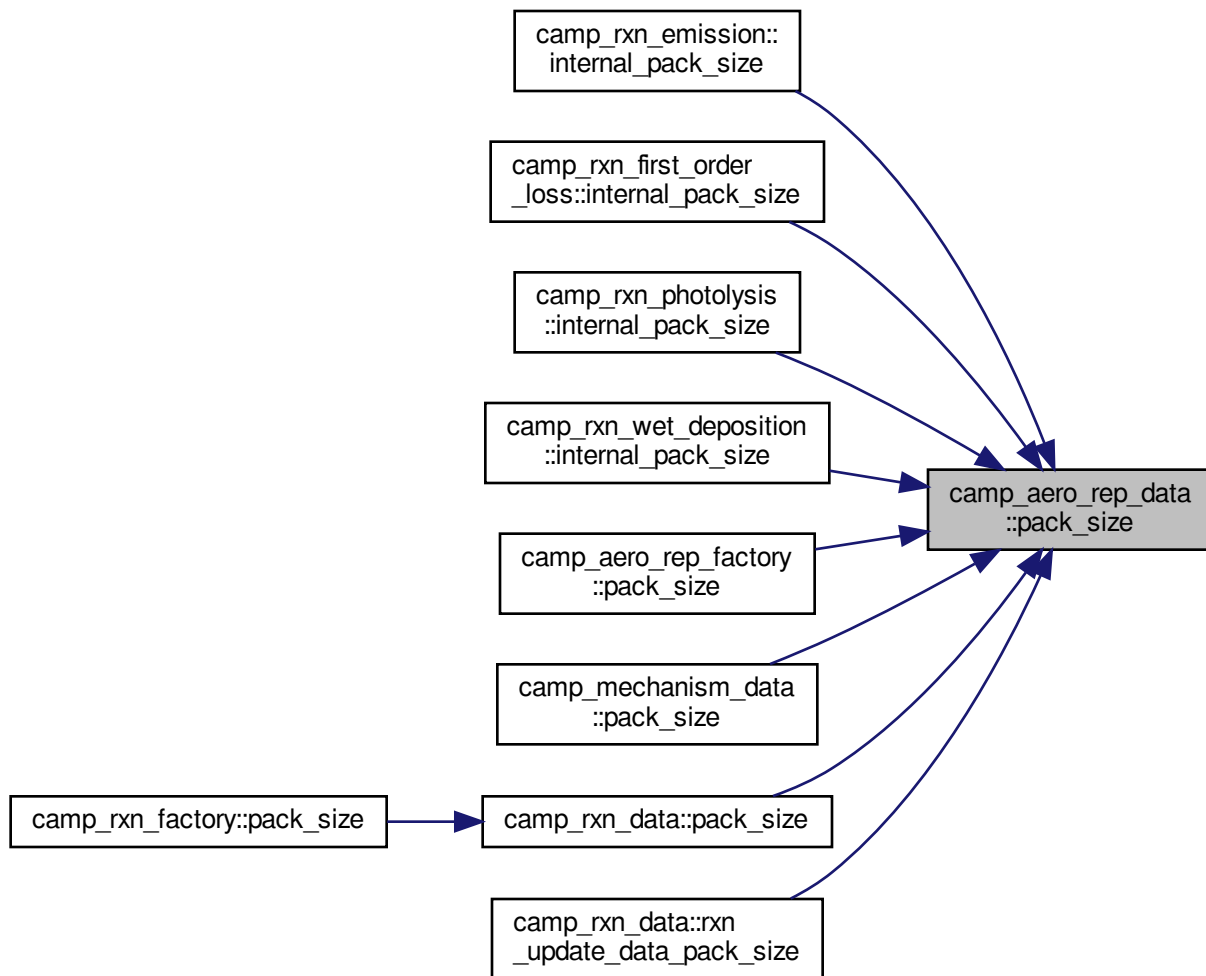 camp_rxn_emission::
internal_pack_size
camp_rxn_first_order
_loss::internal_pack_size
camp_rxn_photolysis
::internal_pack_size
camp_rxn_wet_deposition
::internal_pack_size
camp_aero_rep_data
::pack_size
camp_aero_rep_factory
::pack_size
camp_mechanism_data
::pack_size
camp_rxn_factory::pack_size
camp_rxn_data::pack_size
camp_rxn_data::rxn
_update_data_pack_size